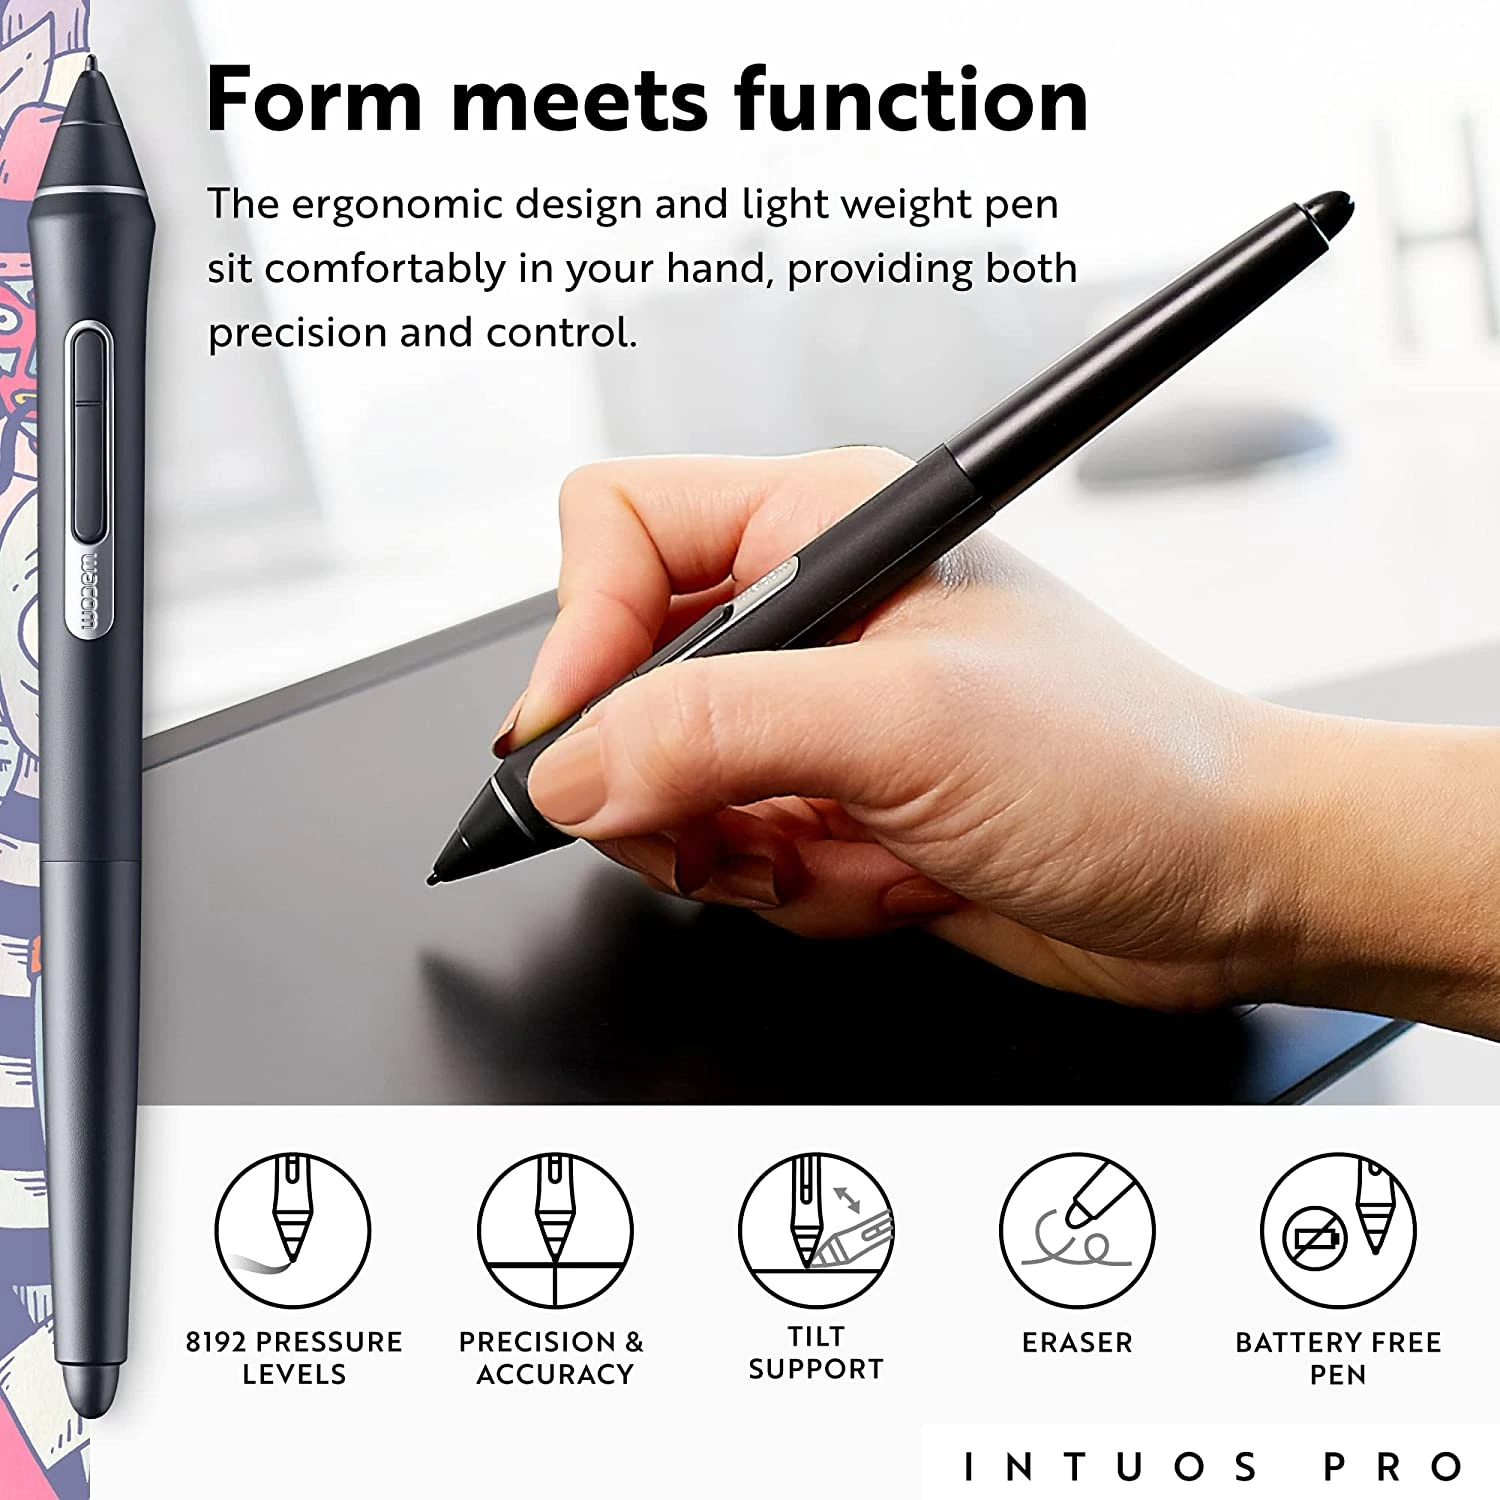 Form meets function
The ergonomic design and light weight pen
sit comfortably in your hand, providing both
precision and control.
wacom
8192 PRESSURE
LEVELS
PRECISION &
ACCURACY
TILT
SUPPORT
ERASER
BATTERY FREE
PEN
INTUOS PRO